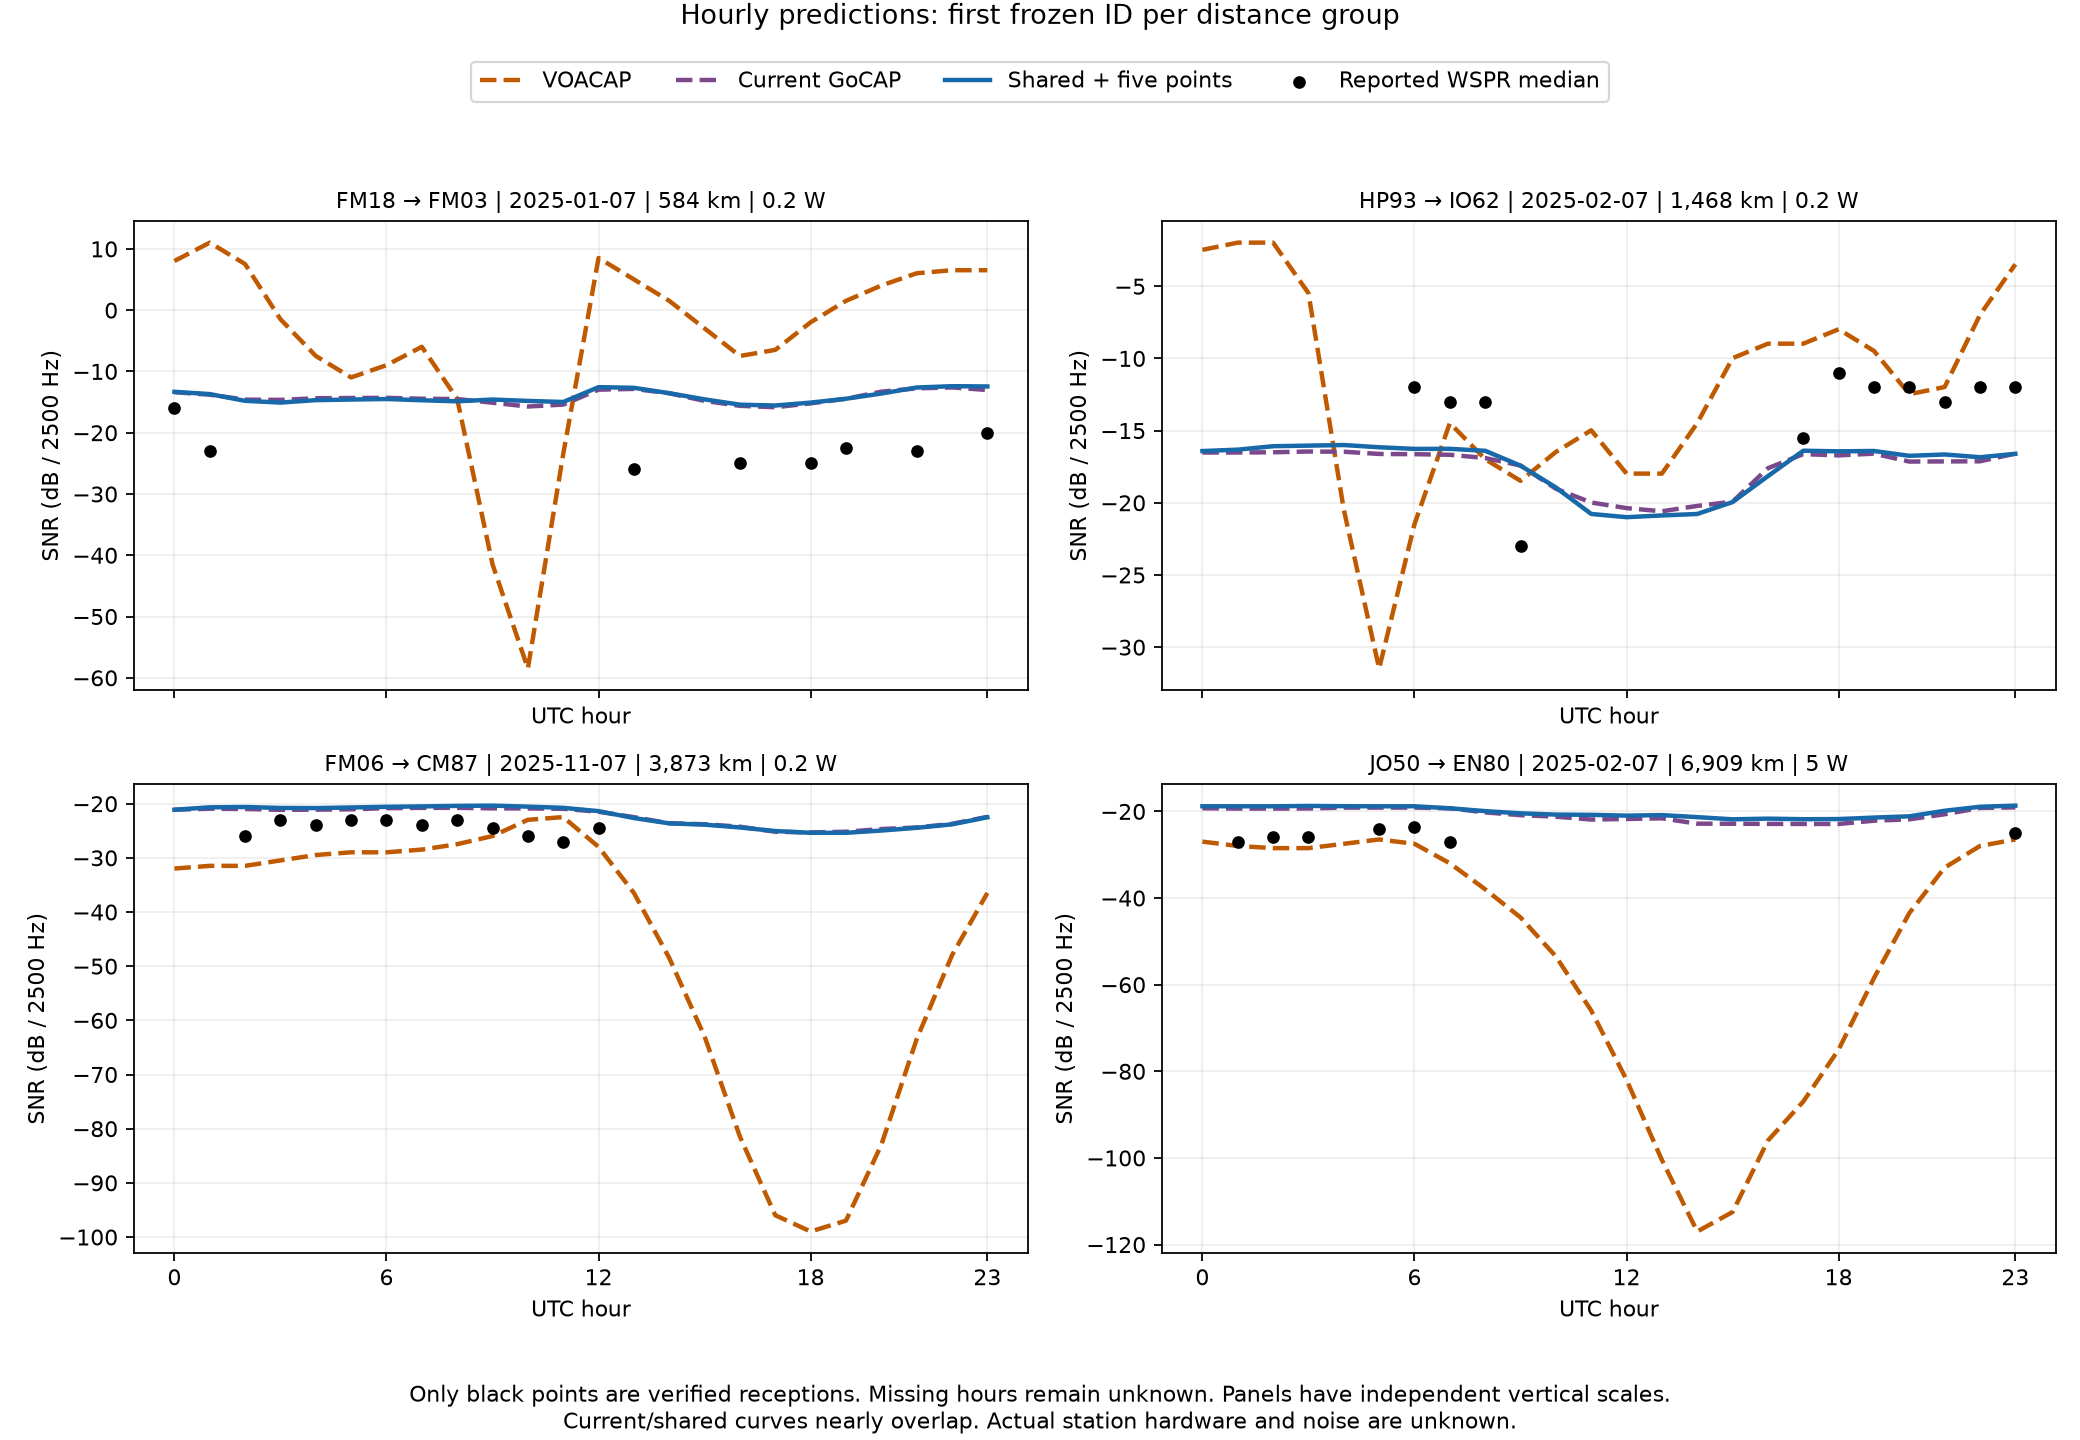 Hourly predictions: first frozen ID per distance group
VOACAP
Current GoCAP
Shared + five points
Reported WSPR median
FM18 → FM03 | 2025-01-07 | 584 km | 0.2 W
10
0
−10
−20
−30
−40
−50
−60
SNR (dB / 2500 Hz)
UTC hour
HP93 → IO62 | 2025-02-07 | 1,468 km | 0.2 W
−5
−10
−15
−20
−25
−30
SNR (dB / 2500 Hz)
UTC hour
FM06 → CM87 | 2025-11-07 | 3,873 km | 0.2 W
−20
−30
−40
−50
−60
−70
−80
−90
−100
SNR (dB / 2500 Hz)
0 6 12 18 23
UTC hour
JO50 → EN80 | 2025-02-07 | 6,909 km | 5 W
−20
−40
−60
−80
−100
−120
SNR (dB / 2500 Hz)
0 6 12 18 23
UTC hour
Only black points are verified receptions. Missing hours remain unknown. Panels have independent vertical scales.
Current/shared curves nearly overlap. Actual station hardware and noise are unknown.